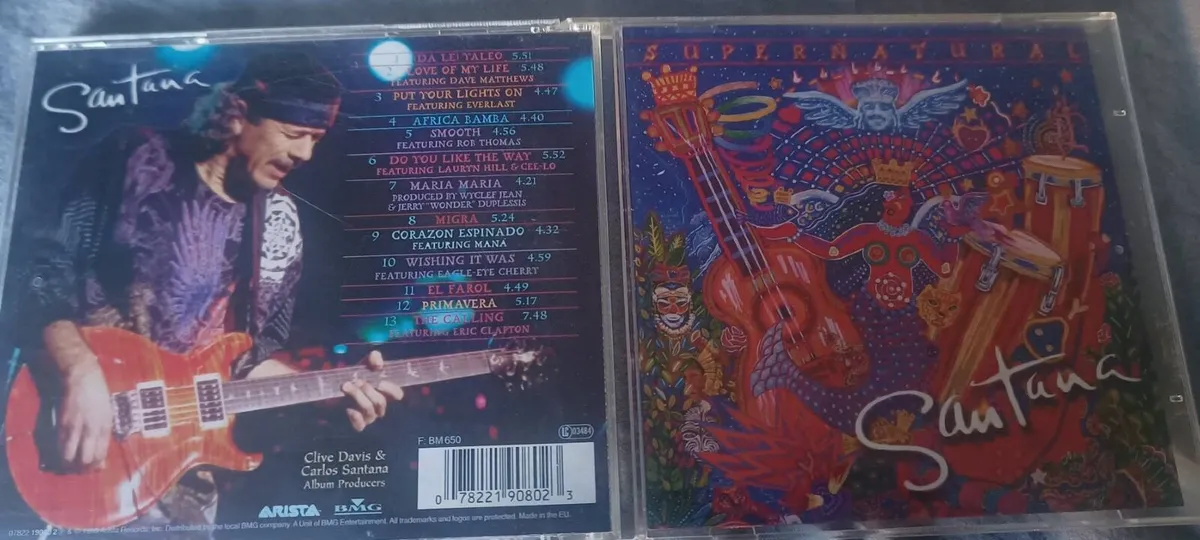 Santana
1 (DA LE) YALEO 5.51
2 LOVE OF MY LIFE 5.48
FEATURING DAVE MATTHEWS
3 PUT YOUR LIGHTS ON 4.47
FEATURING EVERLAST
4 AFRICA BAMBA 4.40
5 SMOOTH 4.56
FEATURING ROB THOMAS
6 DO YOU LIKE THE WAY 5.52
FEATURING LAURYN HILL & CEE-LO
7 MARIA MARIA 4.21
PRODUCED BY WYCLEF JEAN
& JERRY "WONDER" DUPLESSIS
8 MIGRA 5.24
9 CORAZON ESPINADO 4.32
FEATURING MANÁ
10 WISHING IT WAS 4.59
FEATURING EAGLE-EYE CHERRY
11 EL FAROL 4.49
12 PRIMAVERA 5.17
13 THE CALLING 7.48
FEATURING ERIC CLAPTON
Clive Davis &
Carlos Santana
Album Producers
ARISTA BMG
F: BM 650
LC 03484
0 78221 90802 3
Records, Inc. Distributed by the local BMG company. A Unit of BMG Entertainment. All trademarks and logos are protected. Made in the EU.
SUPERNATURAL
Santana